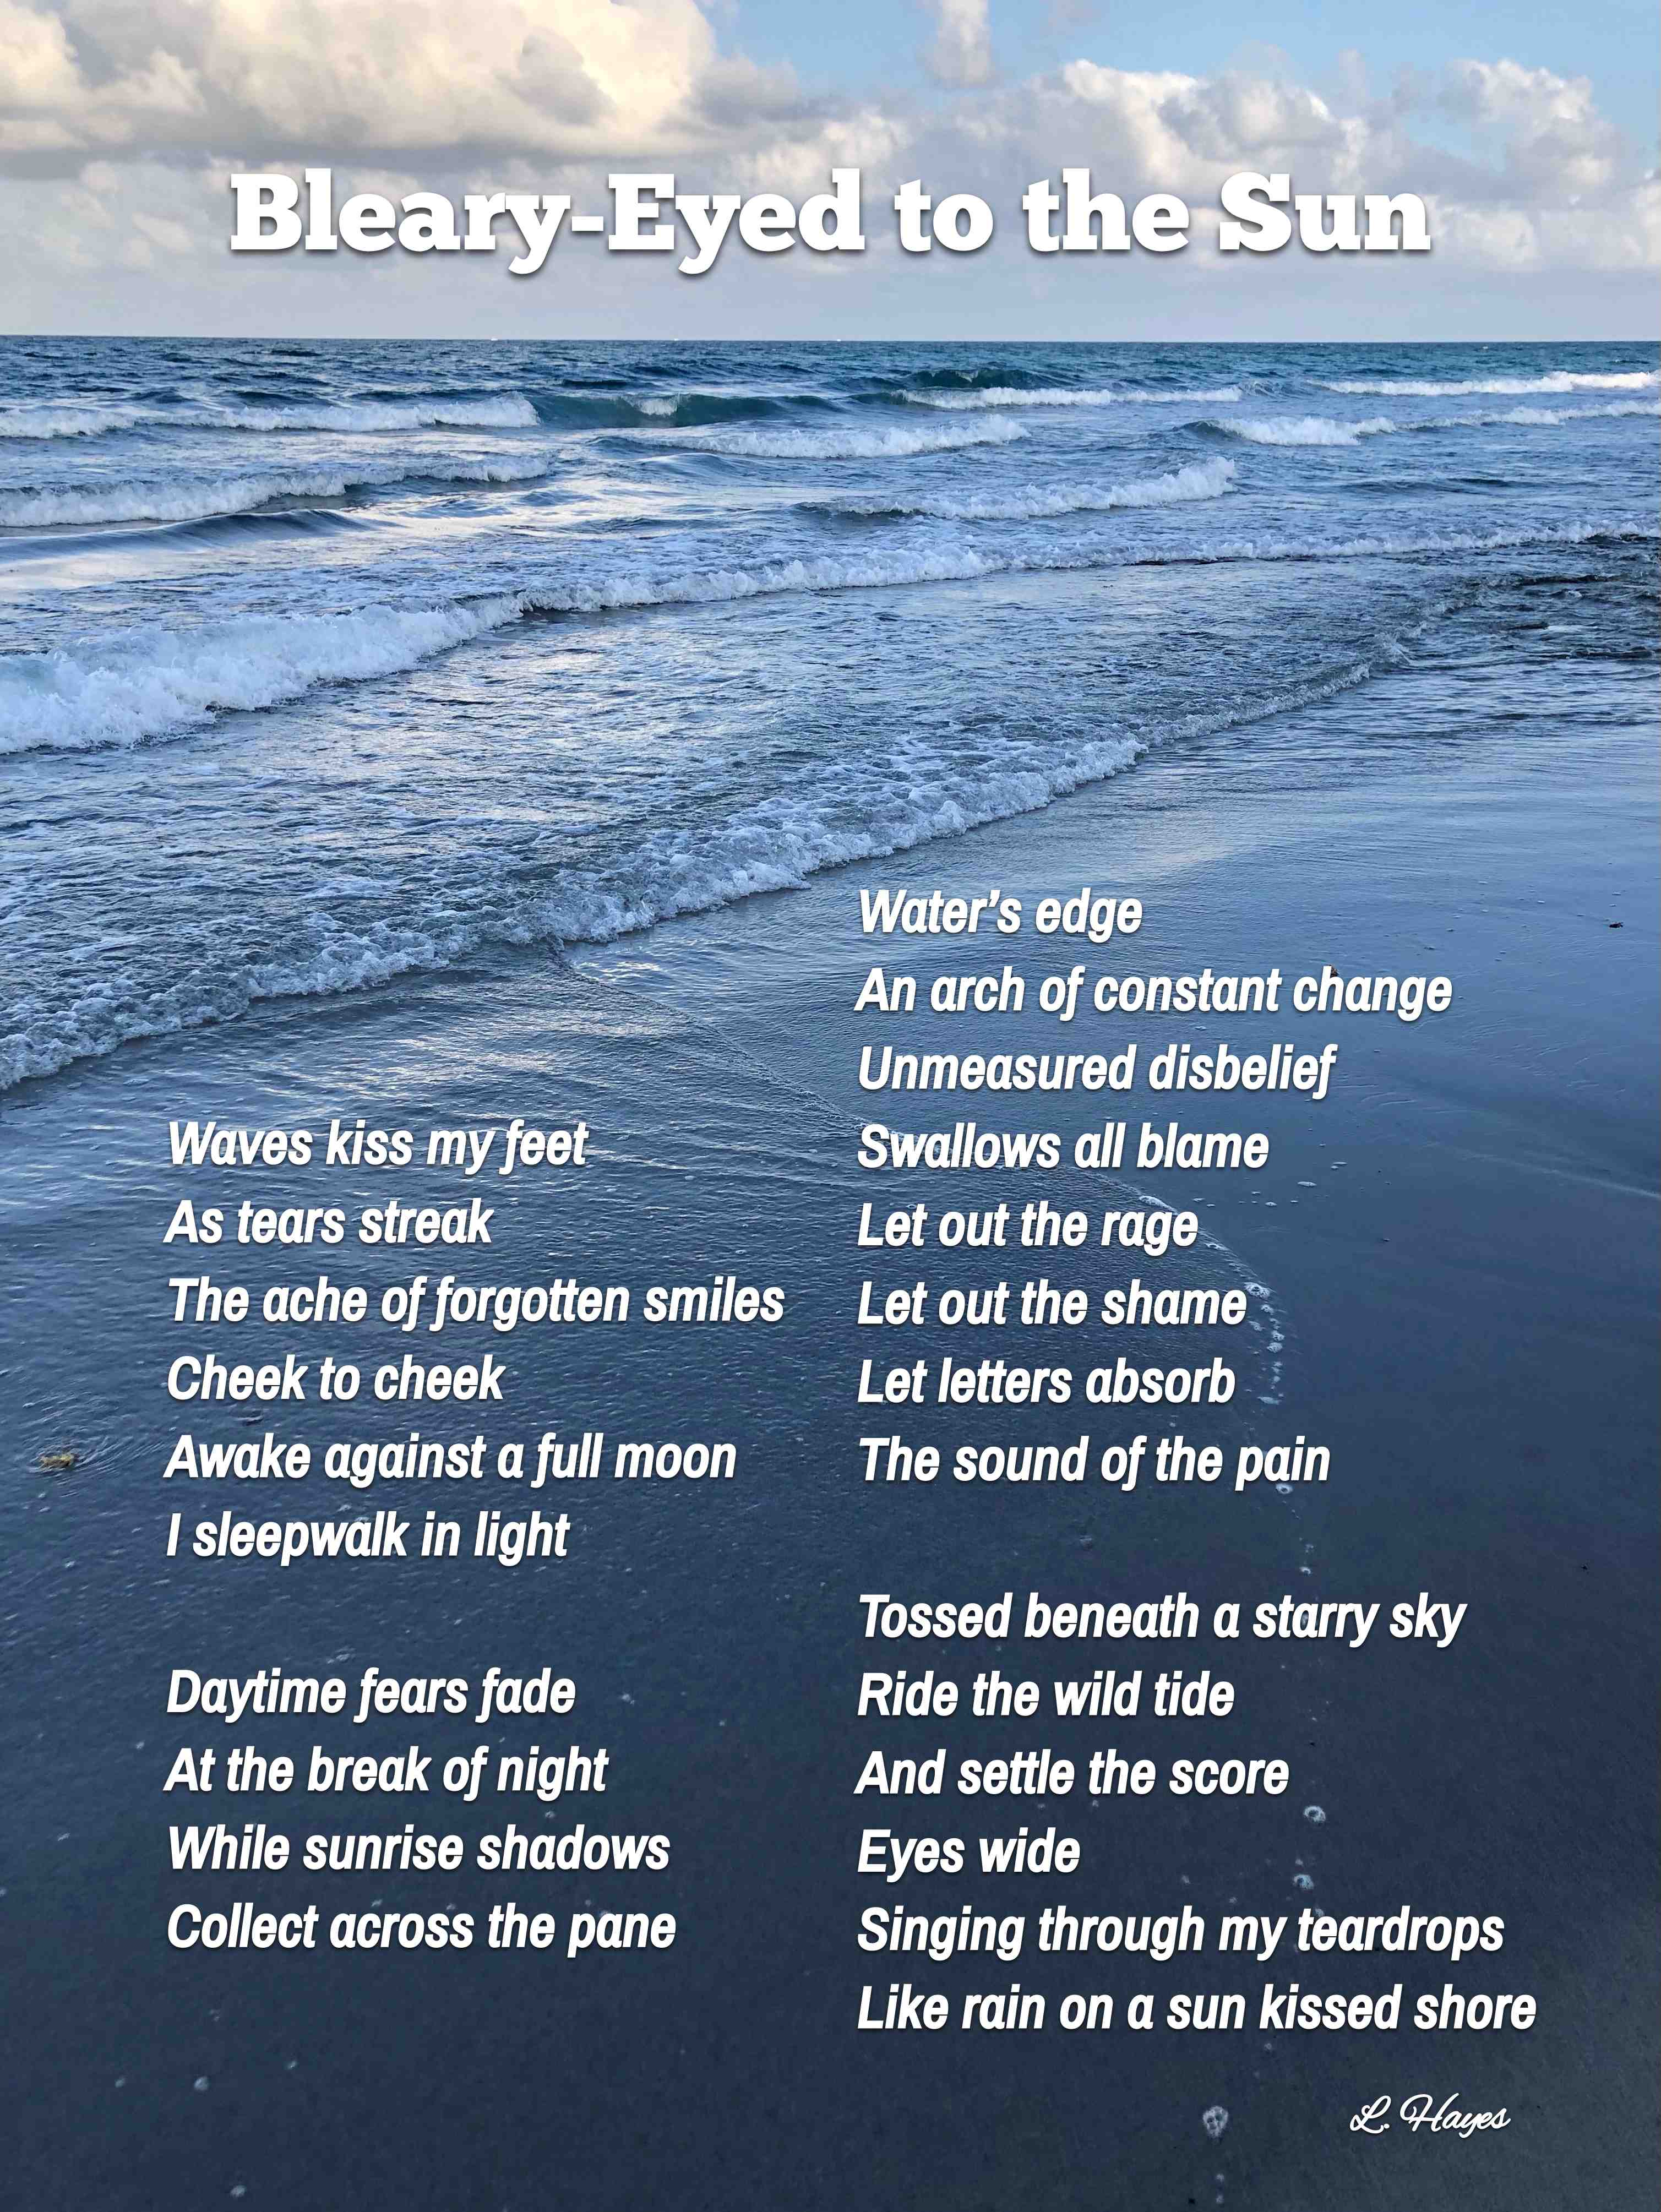 Bleary-Eyed to the Sun
Waves kiss my feet
As tears streak
The ache of forgotten smiles
Cheek to cheek
Awake against a full moon
I sleepwalk in light
Daytime fears fade
At the break of night
While sunrise shadows
Collect across the pane
Water’s edge
An arch of constant change
Unmeasured disbelief
Swallows all blame
Let out the rage
Let out the shame
Let letters absorb
The sound of the pain
Tossed beneath a starry sky
Ride the wild tide
And settle the score
Eyes wide
Singing through my teardrops
Like rain on a sun kissed shore
L. Hayes